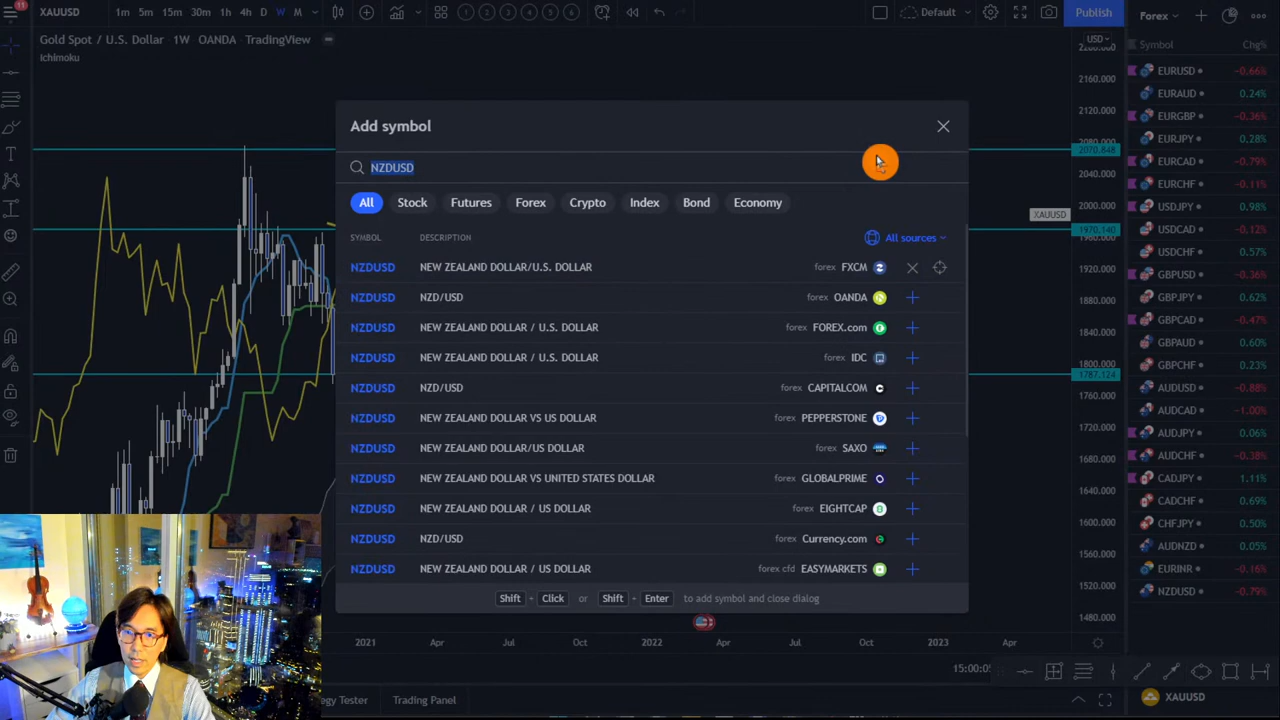 11
XAUUSD 1m 5m 15m 30m 1h 4h D W M 1 2 3 4 5 6 Default Publish Forex
Gold Spot / U.S. Dollar 1W OANDA TradingView
Ichimoku
USD
Symbol Chg%
EURUSD −0.66%
EURAUD 0.24%
EURGBP −0.36%
EURJPY 0.28%
EURCAD −0.79%
EURCHF −0.11%
USDJPY 0.98%
USDCAD −0.12%
USDCHF 0.57%
GBPUSD −0.36%
GBPJPY 0.62%
GBPCAD −0.47%
GBPAUD 0.60%
GBPCHF 0.23%
AUDUSD −0.88%
AUDCAD −1.00%
AUDJPY 0.06%
AUDCHF −0.38%
CADJPY 1.11%
CADCHF 0.69%
CHFJPY 0.50%
AUDNZD 0.05%
EURINR −0.16%
NZDUSD −0.79%
Add symbol
NZDUSD
All Stock Futures Forex Crypto Index Bond Economy
SYMBOL DESCRIPTION All sources
NZDUSD NEW ZEALAND DOLLAR/U.S. DOLLAR forex FXCM
NZDUSD NZD/USD forex OANDA
NZDUSD NEW ZEALAND DOLLAR / U.S. DOLLAR forex FOREX.com
NZDUSD NEW ZEALAND DOLLAR / U.S. DOLLAR forex IDC
NZDUSD NZD/USD forex CAPITALCOM
NZDUSD NEW ZEALAND DOLLAR VS US DOLLAR forex PEPPERSTONE
NZDUSD NEW ZEALAND DOLLAR/US DOLLAR forex SAXO
NZDUSD NEW ZEALAND DOLLAR VS UNITED STATES DOLLAR forex GLOBALPRIME
NZDUSD NEW ZEALAND DOLLAR / US DOLLAR forex EIGHTCAP
NZDUSD NZD/USD forex Currency.com
NZDUSD NEW ZEALAND DOLLAR / US DOLLAR forex cfd EASYMARKETS
Shift + Click or Shift + Enter to add symbol and close dialog
2160.000
2120.000
2070.848
2040.000
2000.000
XAUUSD
1970.140
1920.000
1880.000
1840.000
1800.000
1787.124
1760.000
1720.000
1680.000
1640.000
1600.000
1560.000
1520.000
1480.000
2021 Apr Jul Oct 2022 Apr Jul Oct 2023 Apr
15:00:05
gy Tester Trading Panel
XAUUSD